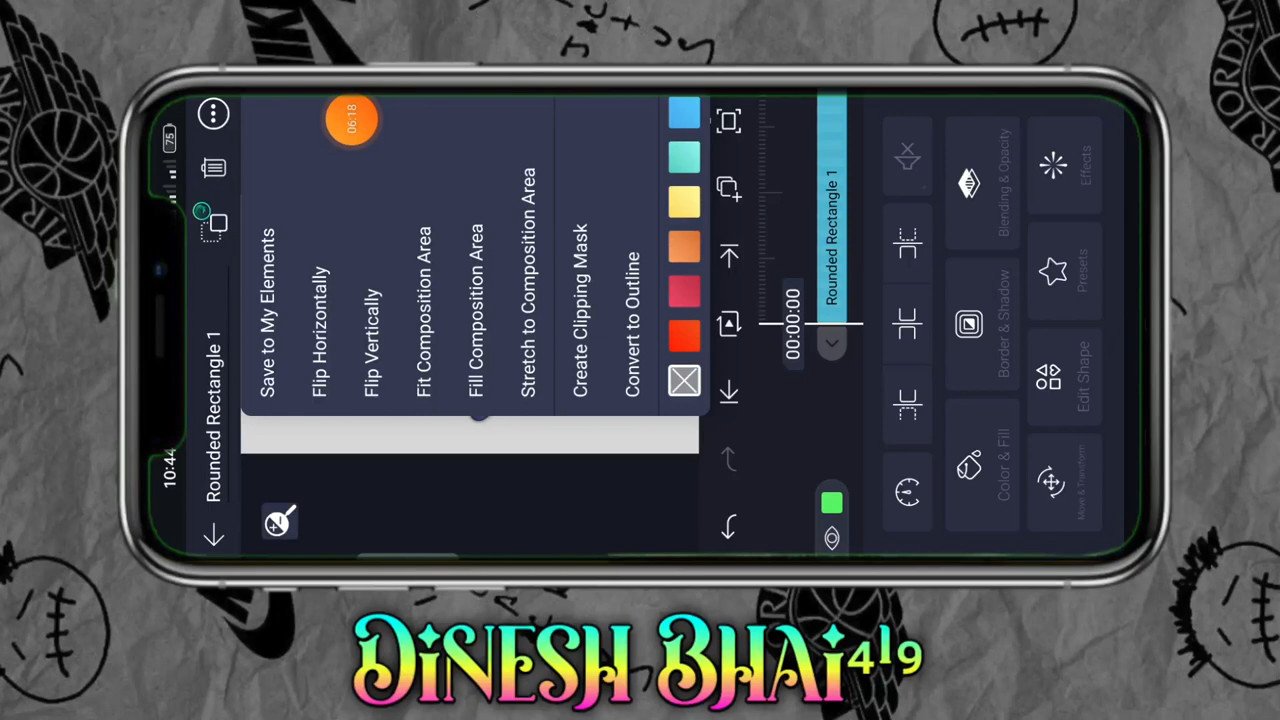 10:44
75
Rounded Rectangle 1
06:18
Save to My Elements
Flip Horizontally
Flip Vertically
Fit Composition Area
Fill Composition Area
Stretch to Composition Area
Create Clipping Mask
Convert to Outline
00:00:00
Rounded Rectangle 1
Color & Fill
Border & Shadow
Blending & Opacity
Move & Transform
Edit Shape
Presets
Effects
DiNESH BHAi⁴¹⁹